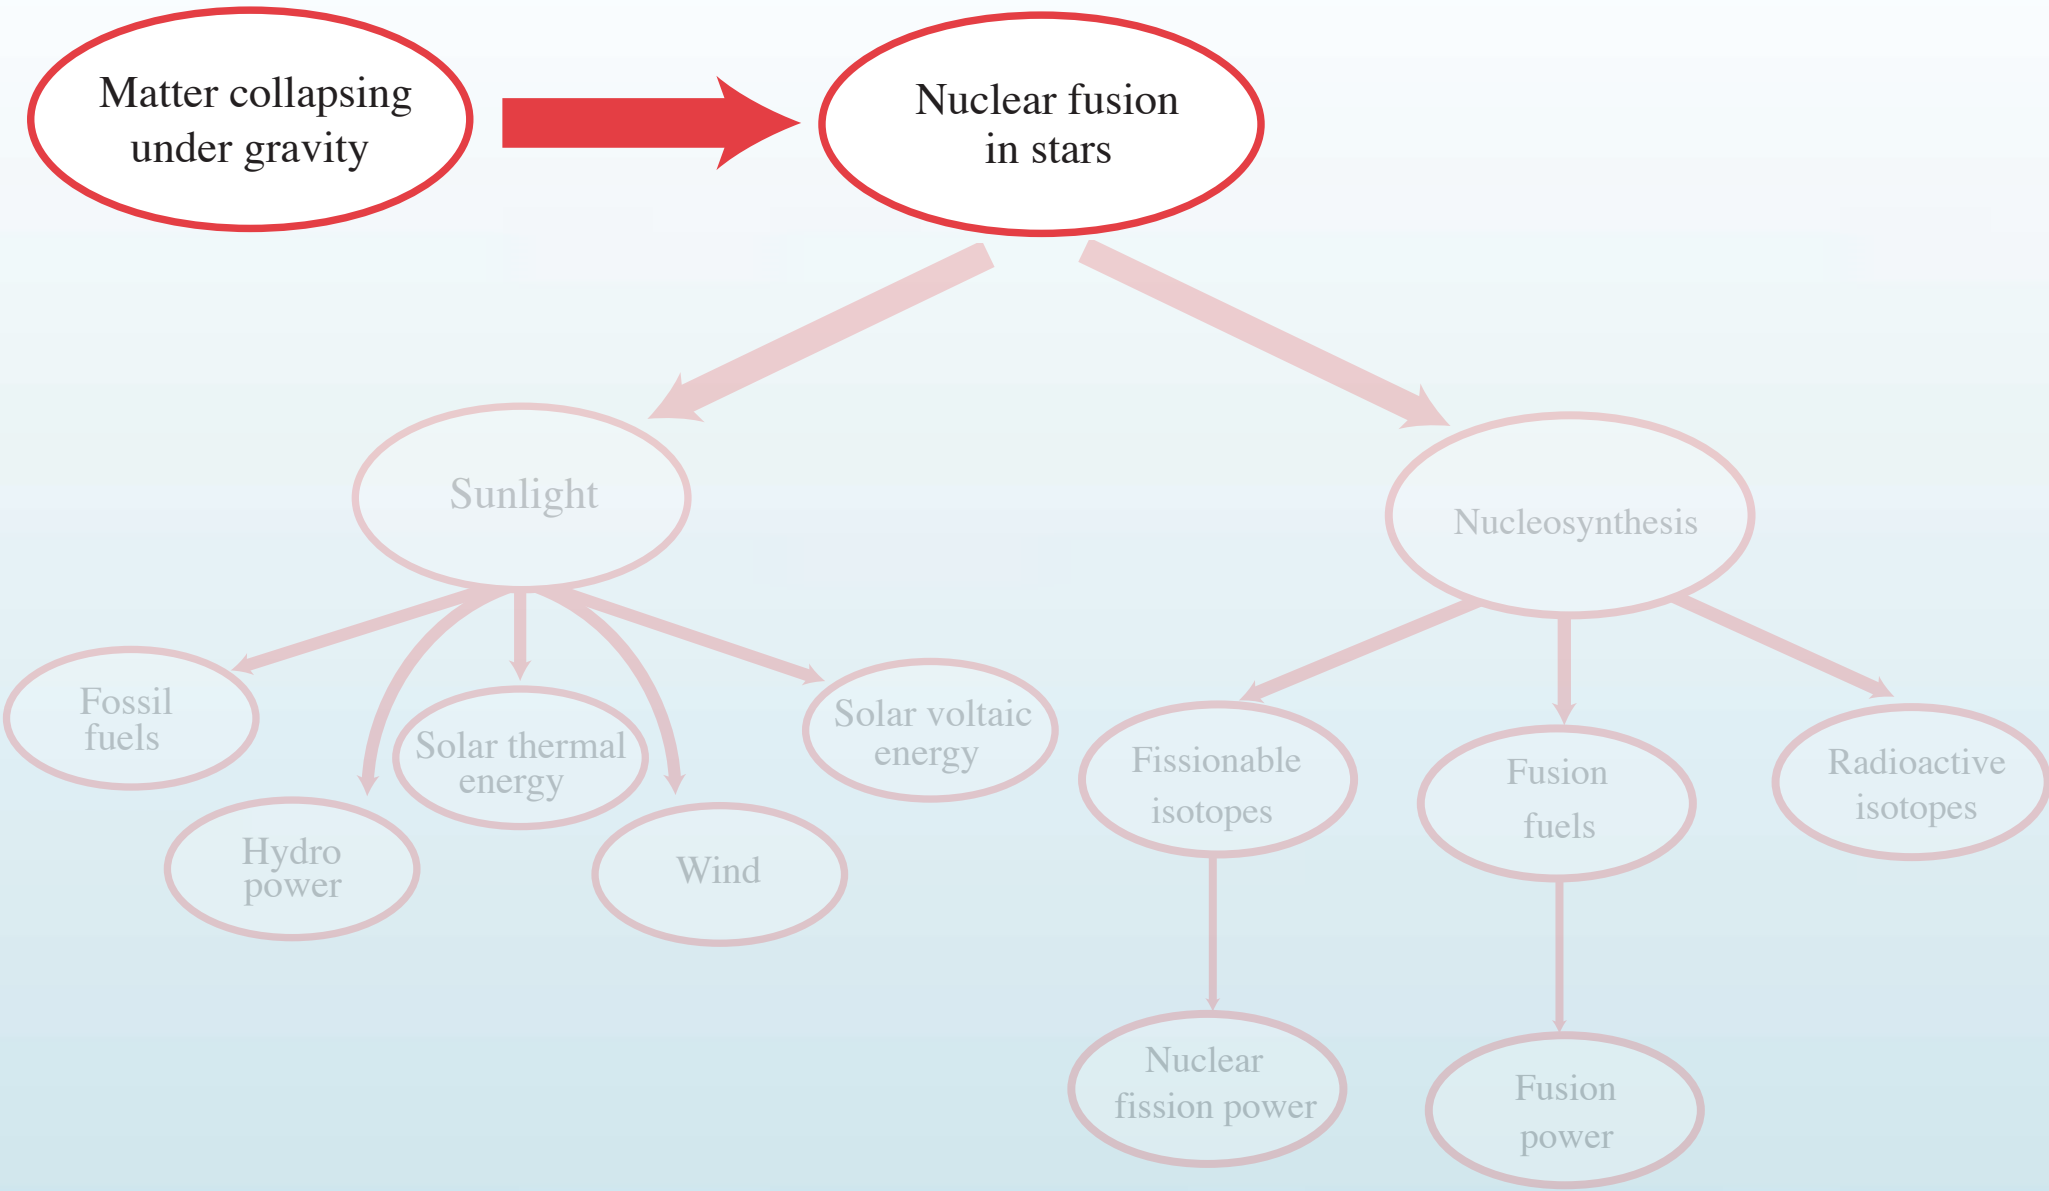 Matter collapsing
under gravity
Nuclear fusion
in stars
Sunlight
Nucleosynthesis
Fossil
fuels
Hydro
power
Solar thermal
energy
Wind
Solar voltaic
energy
Fissionable
isotopes
Fusion
fuels
Radioactive
isotopes
Nuclear
fission power
Fusion
power